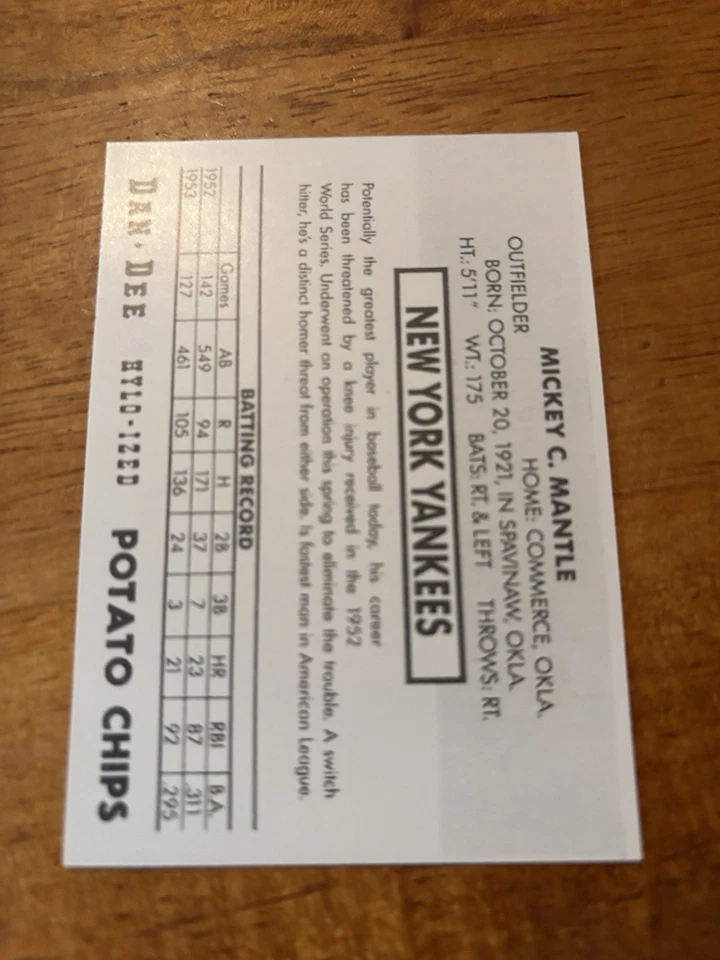 MICKEY C. MANTLE
OUTFIELDER HOME: COMMERCE, OKLA.
BORN: OCTOBER 20, 1921, IN SPAVINAW, OKLA.
HT.: 5'11" WT.: 175 BATS: RT. & LEFT THROWS: RT.
NEW YORK YANKEES
Potentially the greatest player in baseball today, his career
has been threatened by a knee injury received in the 1952
World Series. Underwent an operation this spring to eliminate the trouble. A switch
hitter, he's a distinct homer threat from either side. Is fastest man in American League.
BATTING RECORD
Games AB R H 2B 3B HR RBI B.A.
1952 142 549 94 171 37 7 23 87 .311
1953 127 461 105 136 24 3 21 92 .295
DAN·DEE HYLO-IZED POTATO CHIPS